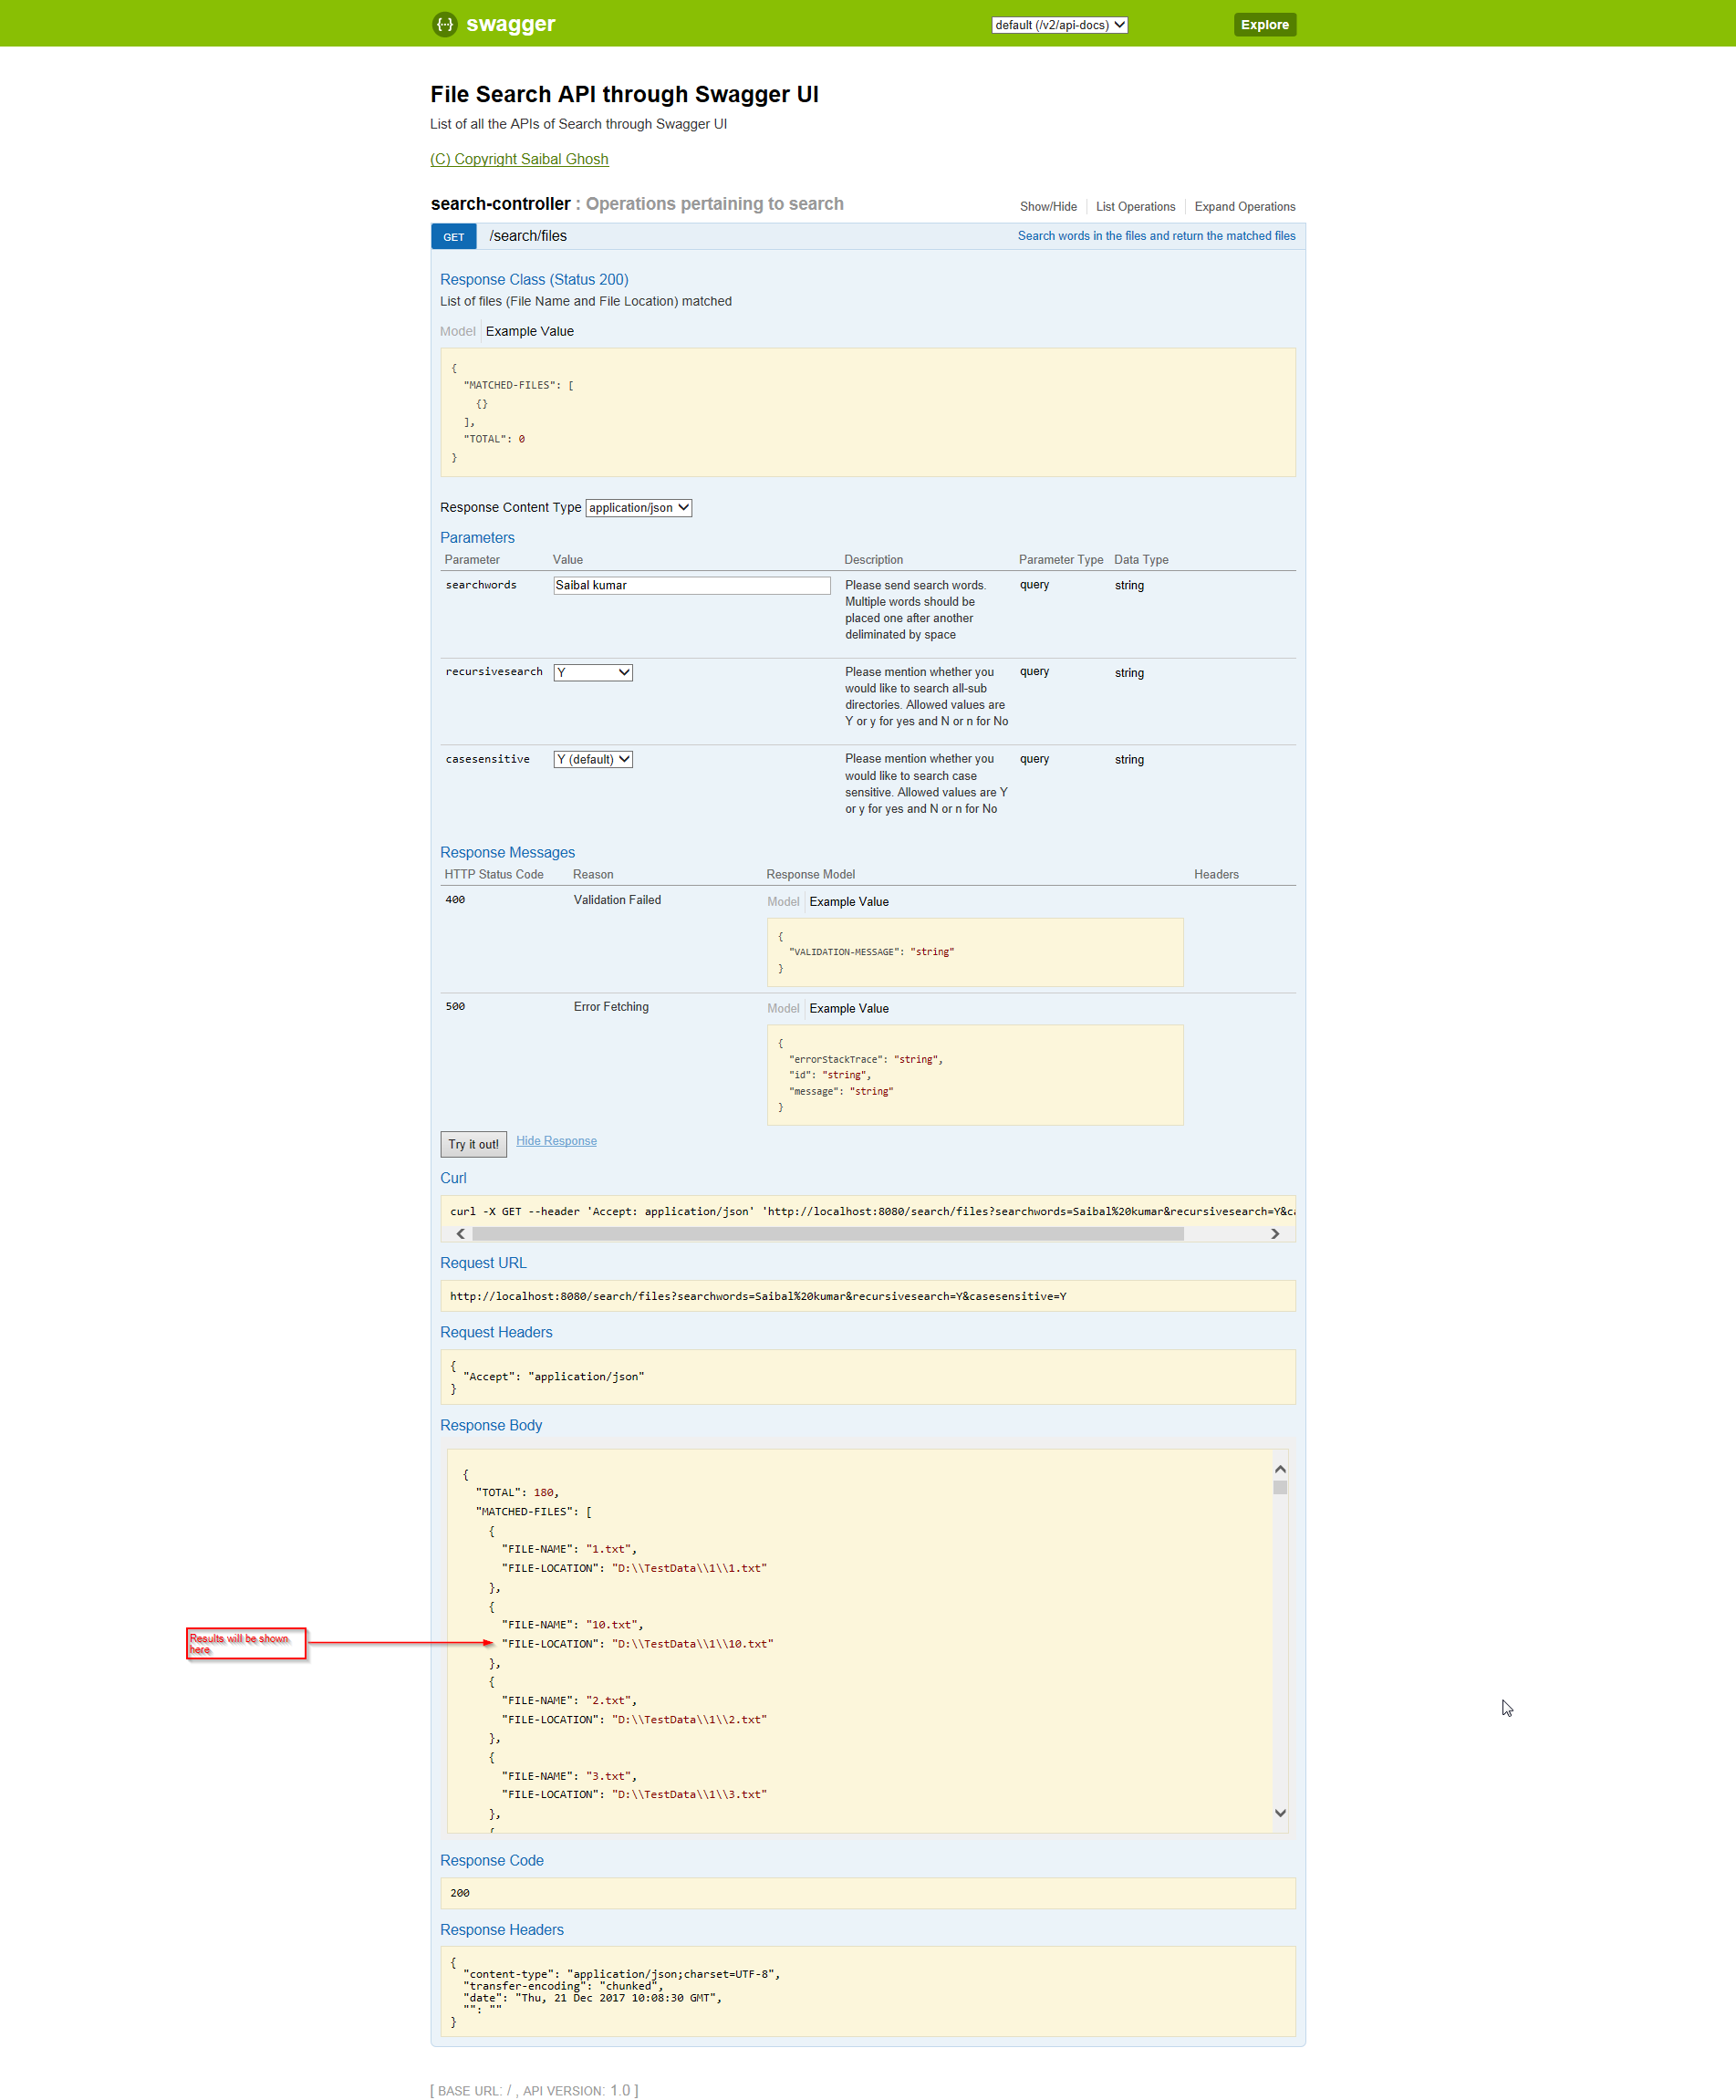 swagger
default (/v2/api-docs)
Explore
File Search API through Swagger UI
List of all the APIs of Search through Swagger UI
(C) Copyright Saibal Ghosh
search-controller : Operations pertaining to search
Show/Hide
List Operations
Expand Operations
GET
/search/files
Search words in the files and return the matched files
Response Class (Status 200)
List of files (File Name and File Location) matched
Model
Example Value
{
"MATCHED-FILES": [
{}
],
"TOTAL": 0
}
Response Content Type application/json
Parameters
Parameter Value Description Parameter Type Data Type
searchwords
Saibal kumar
Please send search words.
Multiple words should be
placed one after another
deliminated by space
query
string
recursivesearch
Y
Please mention whether you
would like to search all-sub
directories. Allowed values are
Y or y for yes and N or n for No
query
string
casesensitive
Y (default)
Please mention whether you
would like to search case
sensitive. Allowed values are Y
or y for yes and N or n for No
query
string
Response Messages
HTTP Status Code Reason Response Model Headers
400
Validation Failed
Model
Example Value
{
"VALIDATION-MESSAGE": "string"
}
500
Error Fetching
Model
Example Value
{
"errorStackTrace": "string",
"id": "string",
"message": "string"
}
Try it out!
Hide Response
Curl
curl -X GET --header 'Accept: application/json' 'http://localhost:8080/search/files?searchwords=Saibal%20kumar&recursivesearch=Y&ca
Request URL
http://localhost:8080/search/files?searchwords=Saibal%20kumar&recursivesearch=Y&casesensitive=Y
Request Headers
{
"Accept": "application/json"
}
Response Body
{
"TOTAL": 180,
"MATCHED-FILES": [
{
"FILE-NAME": "1.txt",
"FILE-LOCATION": "D:\\TestData\\1\\1.txt"
},
{
"FILE-NAME": "10.txt",
"FILE-LOCATION": "D:\\TestData\\1\\10.txt"
},
{
"FILE-NAME": "2.txt",
"FILE-LOCATION": "D:\\TestData\\1\\2.txt"
},
{
"FILE-NAME": "3.txt",
"FILE-LOCATION": "D:\\TestData\\1\\3.txt"
},
{
Results will be shown
here
Response Code
200
Response Headers
{
"content-type": "application/json;charset=UTF-8",
"transfer-encoding": "chunked",
"date": "Thu, 21 Dec 2017 10:08:30 GMT",
"": ""
}
[ BASE URL: / , API VERSION: 1.0 ]